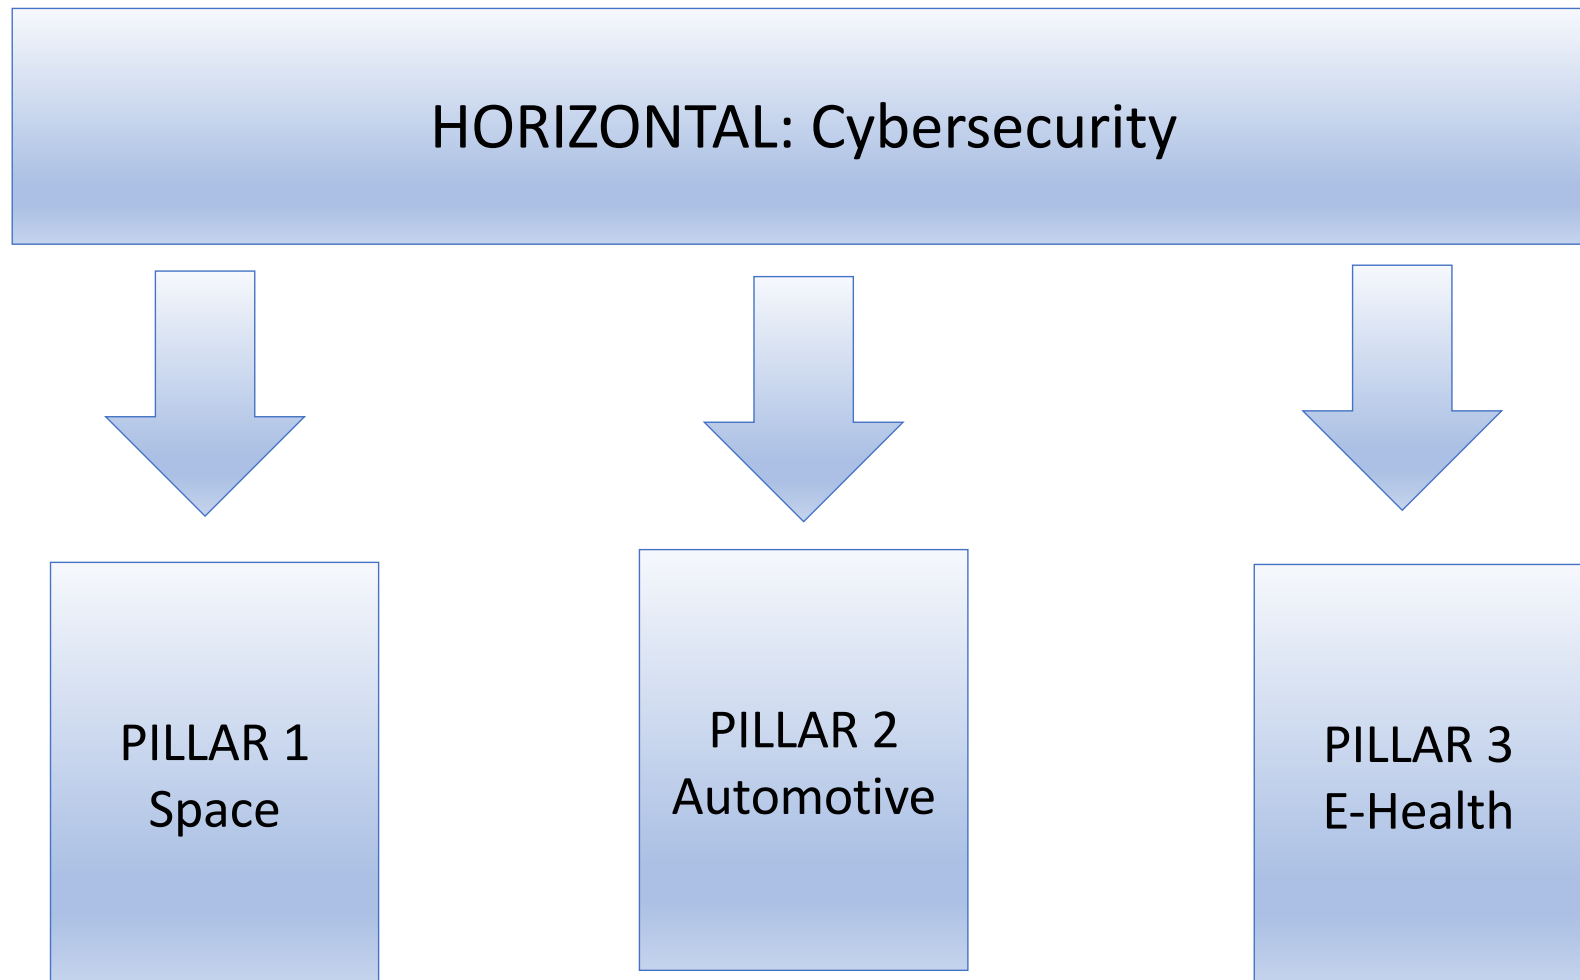 HORIZONTAL: Cybersecurity
PILLAR 1
Space
PILLAR 2
Automotive
PILLAR 3
E-Health